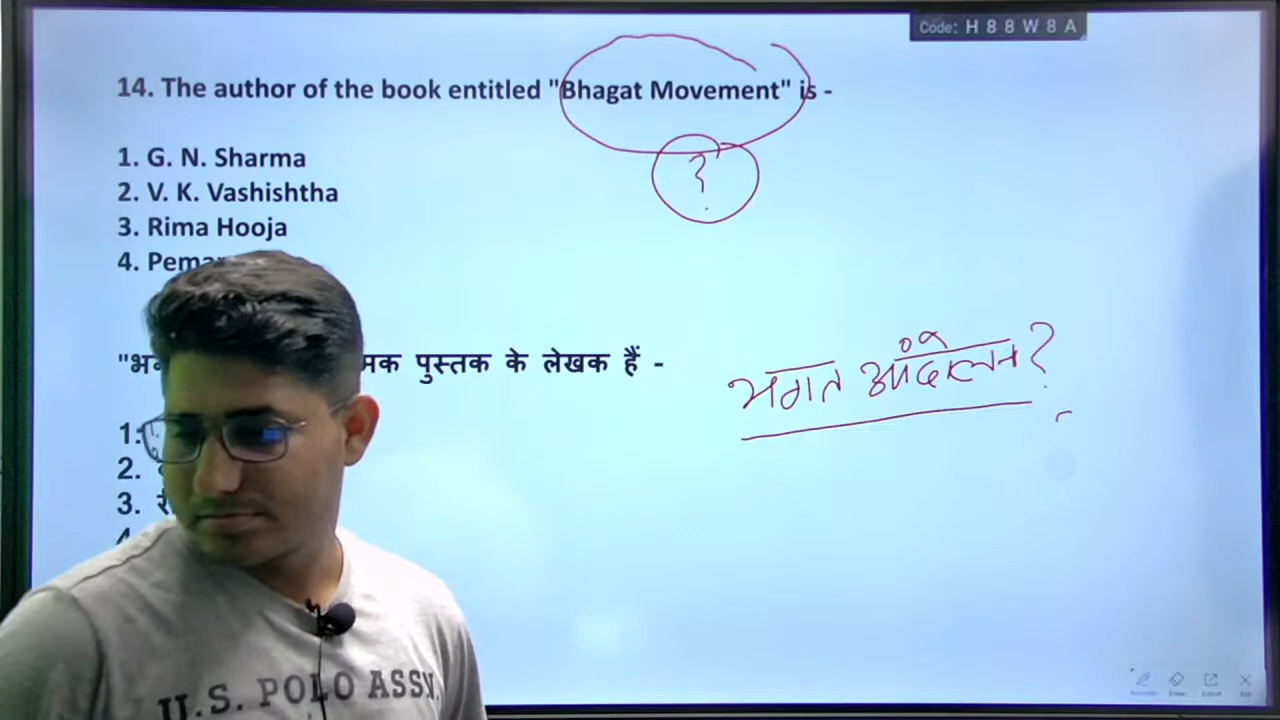 Code: H 8 8 W 8 A
14. The author of the book entitled "Bhagat Movement" is -
?
1. G. N. Sharma
2. V. K. Vashishtha
3. Rima Hooja
4.
मक पुस्तक के लेखक हैं -
भगत आंदोलन?
1.
2.
3.
U.S. POLO ASSN.